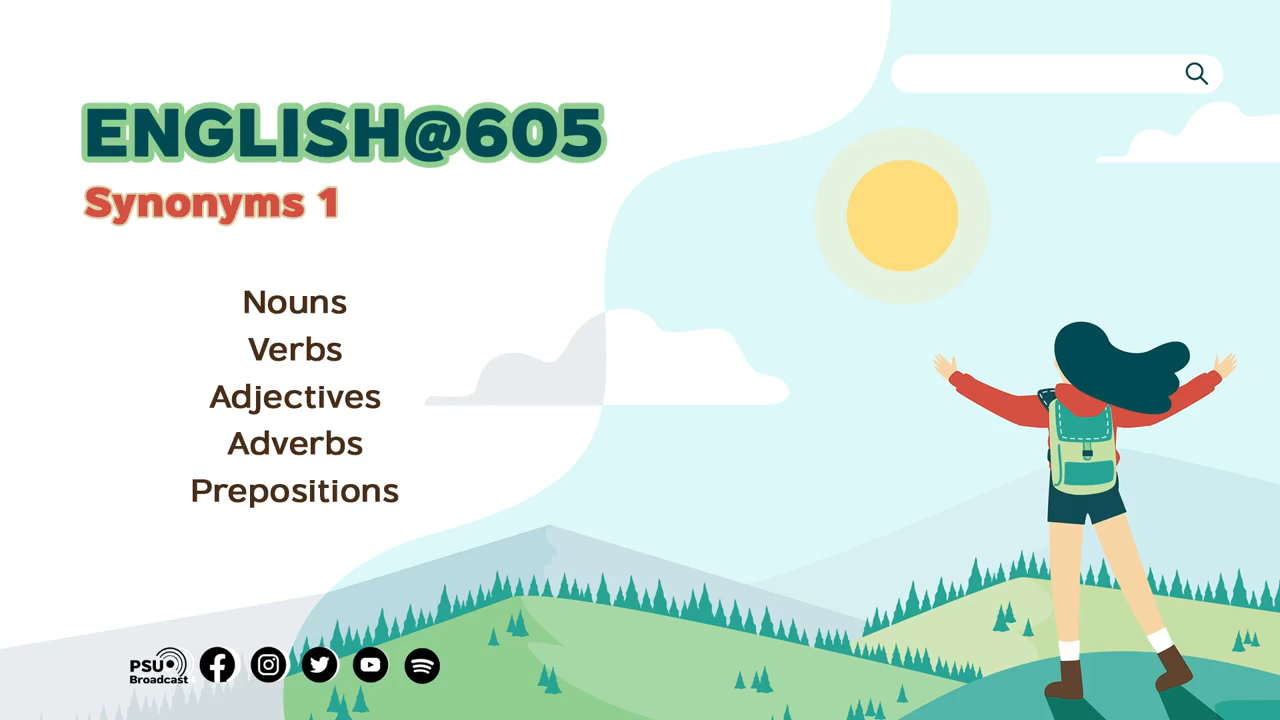 ENGLISH@605
Synonyms 1
Nouns
Verbs
Adjectives
Adverbs
Prepositions
PSU
Broadcast